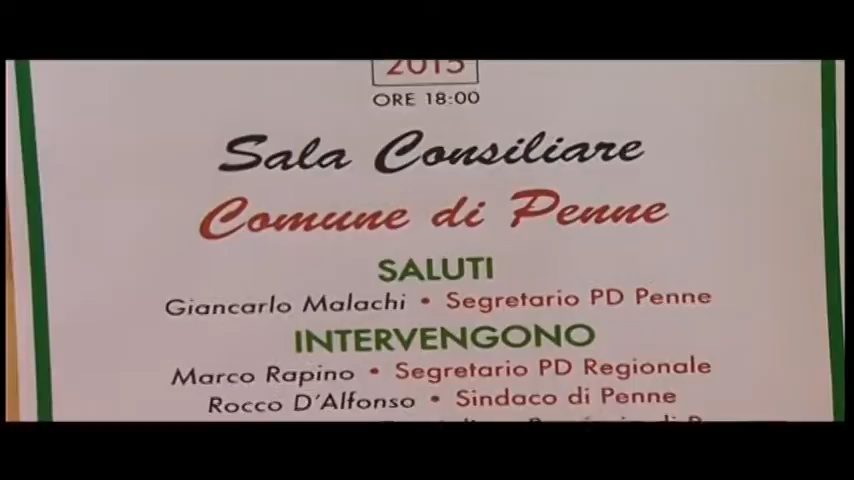 2015
ORE 18:00
Sala Consiliare
Comune di Penne
SALUTI
Giancarlo Malachi • Segretario PD Penne
INTERVENGONO
Marco Rapino • Segretario PD Regionale
Rocco D'Alfonso • Sindaco di Penne